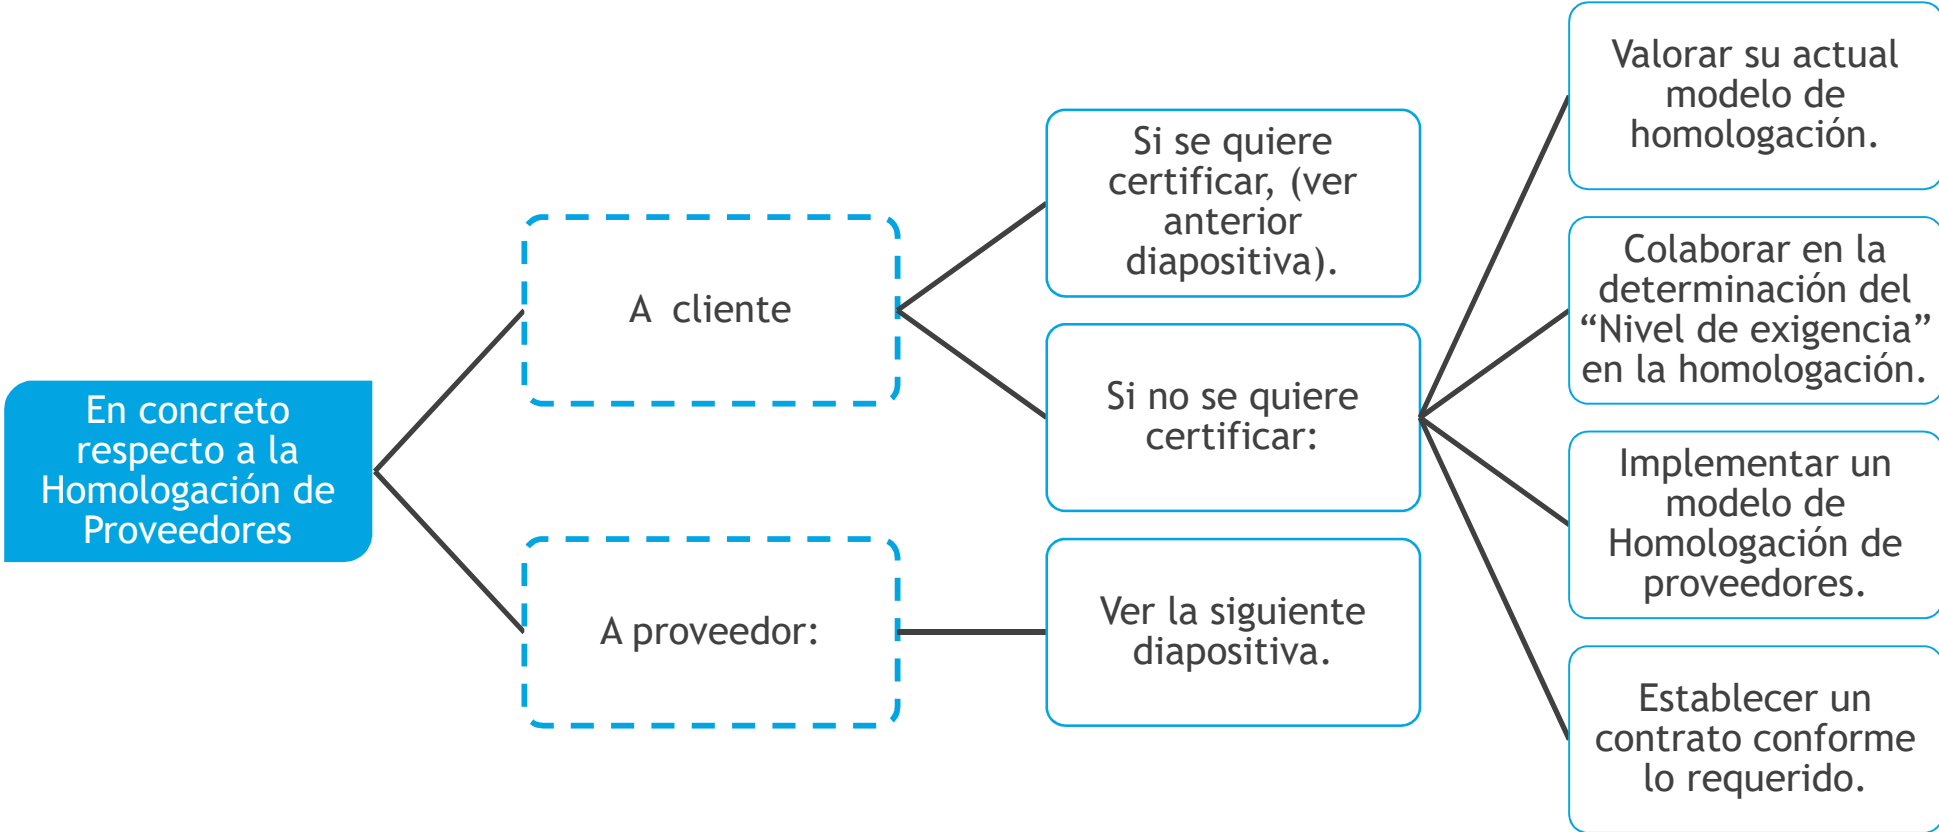 En concreto
respecto a la
Homologación de
Proveedores
A cliente
Si se quiere
certificar, (ver
anterior
diapositiva).
Si no se quiere
certificar:
Valorar su actual
modelo de
homologación.
Colaborar en la
determinación del
“Nivel de exigencia”
en la homologación.
Implementar un
modelo de
Homologación de
proveedores.
Establecer un
contrato conforme
lo requerido.
A proveedor:
Ver la siguiente
diapositiva.